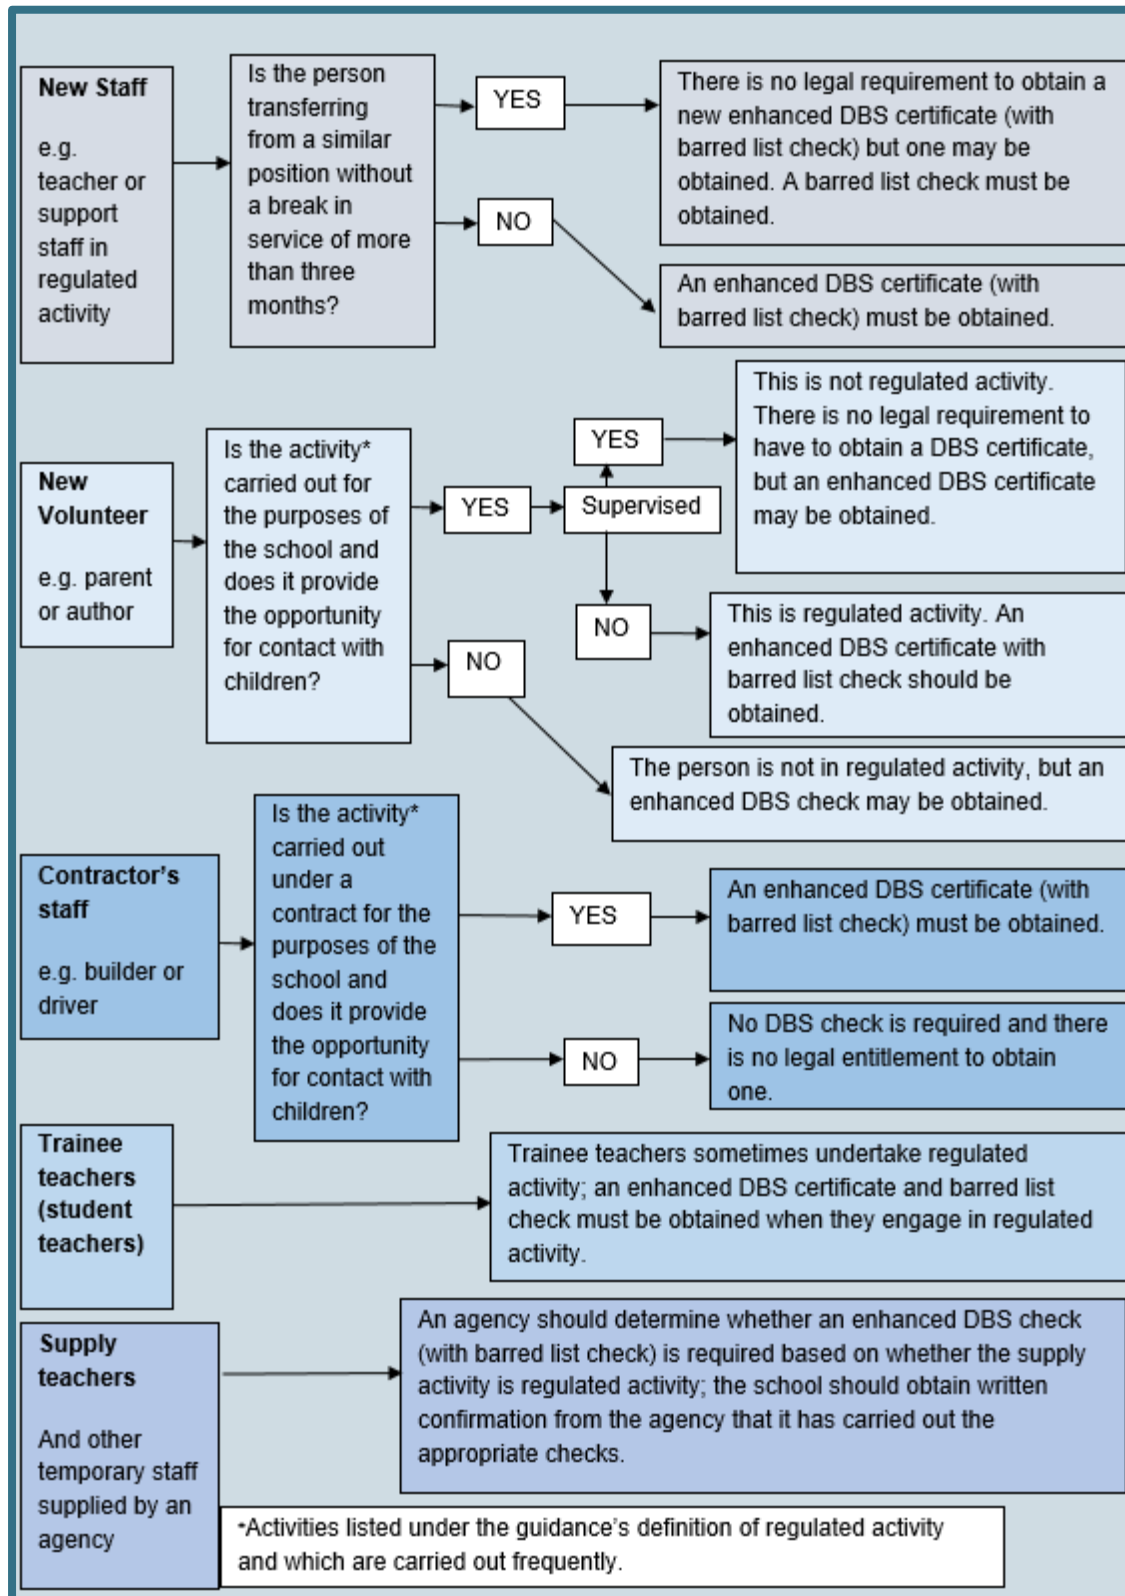 New Staff
e.g.
teacher or
support
staff in
regulated
activity
Is the person
transferring
from a similar
position without
a break in
service of more
than three
months?
YES
There is no legal requirement to obtain a
new enhanced DBS certificate (with
barred list check) but one may be
obtained. A barred list check must be
obtained.
NO
An enhanced DBS certificate (with
barred list check) must be obtained.
New
Volunteer
e.g. parent
or author
Is the activity*
carried out for
the purposes of
the school and
does it provide
the opportunity
for contact with
children?
YES
Supervised
YES
This is not regulated activity.
There is no legal requirement to
have to obtain a DBS certificate,
but an enhanced DBS certificate
may be obtained.
NO
This is regulated activity. An
enhanced DBS certificate with
barred list check should be
obtained.
NO
The person is not in regulated activity, but an
enhanced DBS check may be obtained.
Contractor’s
staff
e.g. builder or
driver
Is the activity*
carried out
under a
contract for the
purposes of the
school and
does it provide
the opportunity
for contact with
children?
YES
An enhanced DBS certificate (with
barred list check) must be obtained.
NO
No DBS check is required and there
is no legal entitlement to obtain
one.
Trainee
teachers
(student
teachers)
Trainee teachers sometimes undertake regulated
activity; an enhanced DBS certificate and barred list
check must be obtained when they engage in regulated
activity.
Supply
teachers
And other
temporary staff
supplied by an
agency
An agency should determine whether an enhanced DBS check
(with barred list check) is required based on whether the supply
activity is regulated activity; the school should obtain written
confirmation from the agency that it has carried out the
appropriate checks.
*Activities listed under the guidance’s definition of regulated activity
and which are carried out frequently.